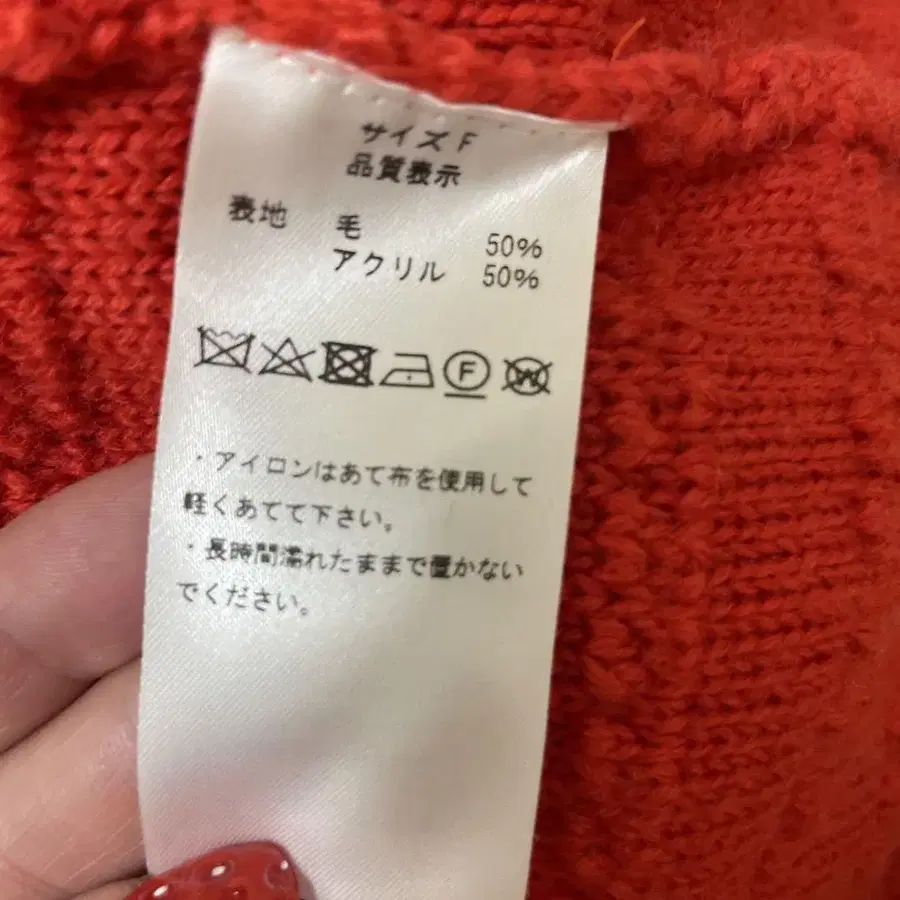 サイズ F
品質表示
表地 毛 50%
アクリル 50%
F W
・アイロンはあて布を使用して
軽くあてて下さい。
・長時間濡れたままで置かない
でください。